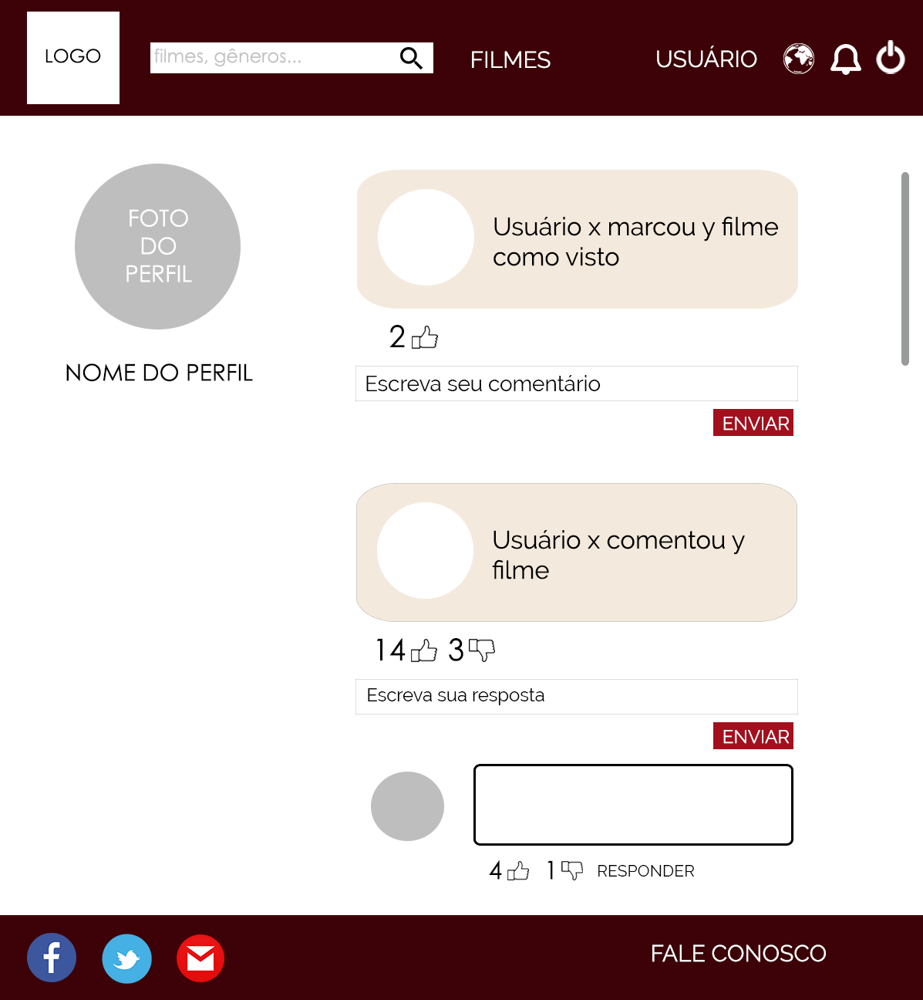 LOGO
filmes, gêneros...
FILMES
USUÁRIO
FOTO
DO
PERFIL
NOME DO PERFIL
Usuário x marcou y filme
como visto
2
Escreva seu comentário
ENVIAR
Usuário x comentou y
filme
14 3
Escreva sua resposta
ENVIAR
4 1 RESPONDER
FALE CONOSCO